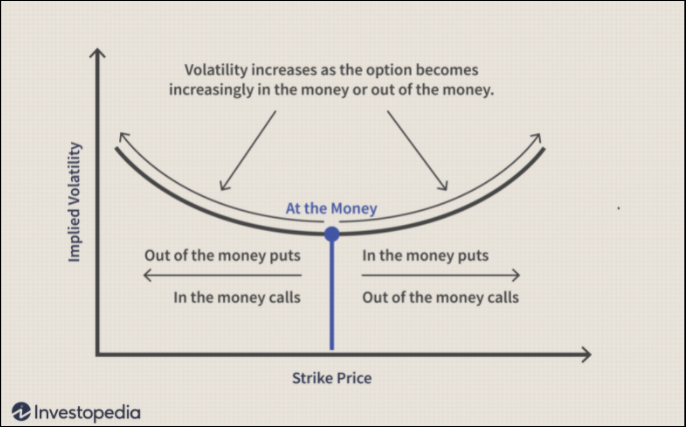 Volatility increases as the option becomes
increasingly in the money or out of the money.
Implied Volatility
At the Money
Out of the money puts
In the money puts
In the money calls
Out of the money calls
Strike Price
Investopedia